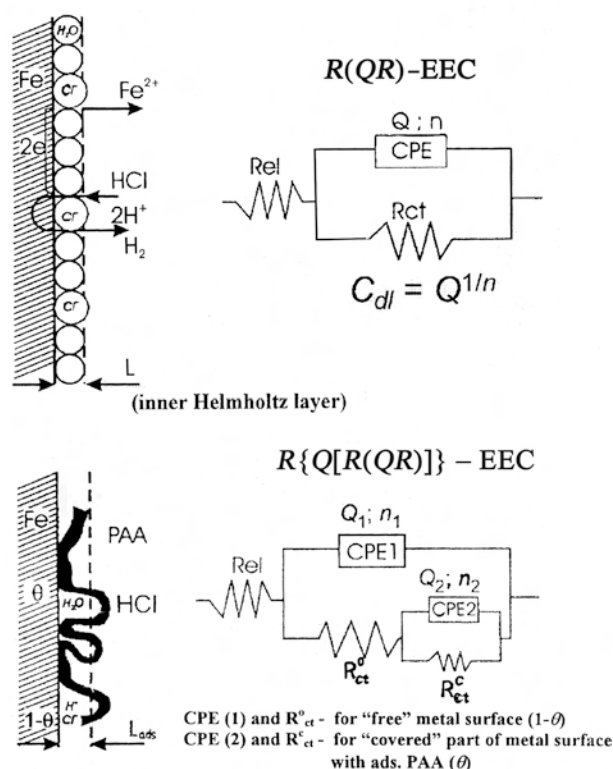 H₂O
Fe
cr
Fe²⁺
2e
HCl
cr
2H⁺
H₂
cr
L
(inner Helmholtz layer)
R(QR)-EEC
Q ; n
CPE
Rel
Rct
C_dl = Q^1/n
Fe
PAA
θ
H₂O
HCl
H⁺
cr
1-θ
L_ads
R{Q[R(QR)]} – EEC
Q₁; n₁
CPE1
Rel
Q₂; n₂
CPE2
R°ct
Rᶜct
CPE (1) and R°ct - for "free" metal surface (1-θ)
CPE (2) and Rᶜct - for "covered" part of metal surface
with ads. PAA (θ)